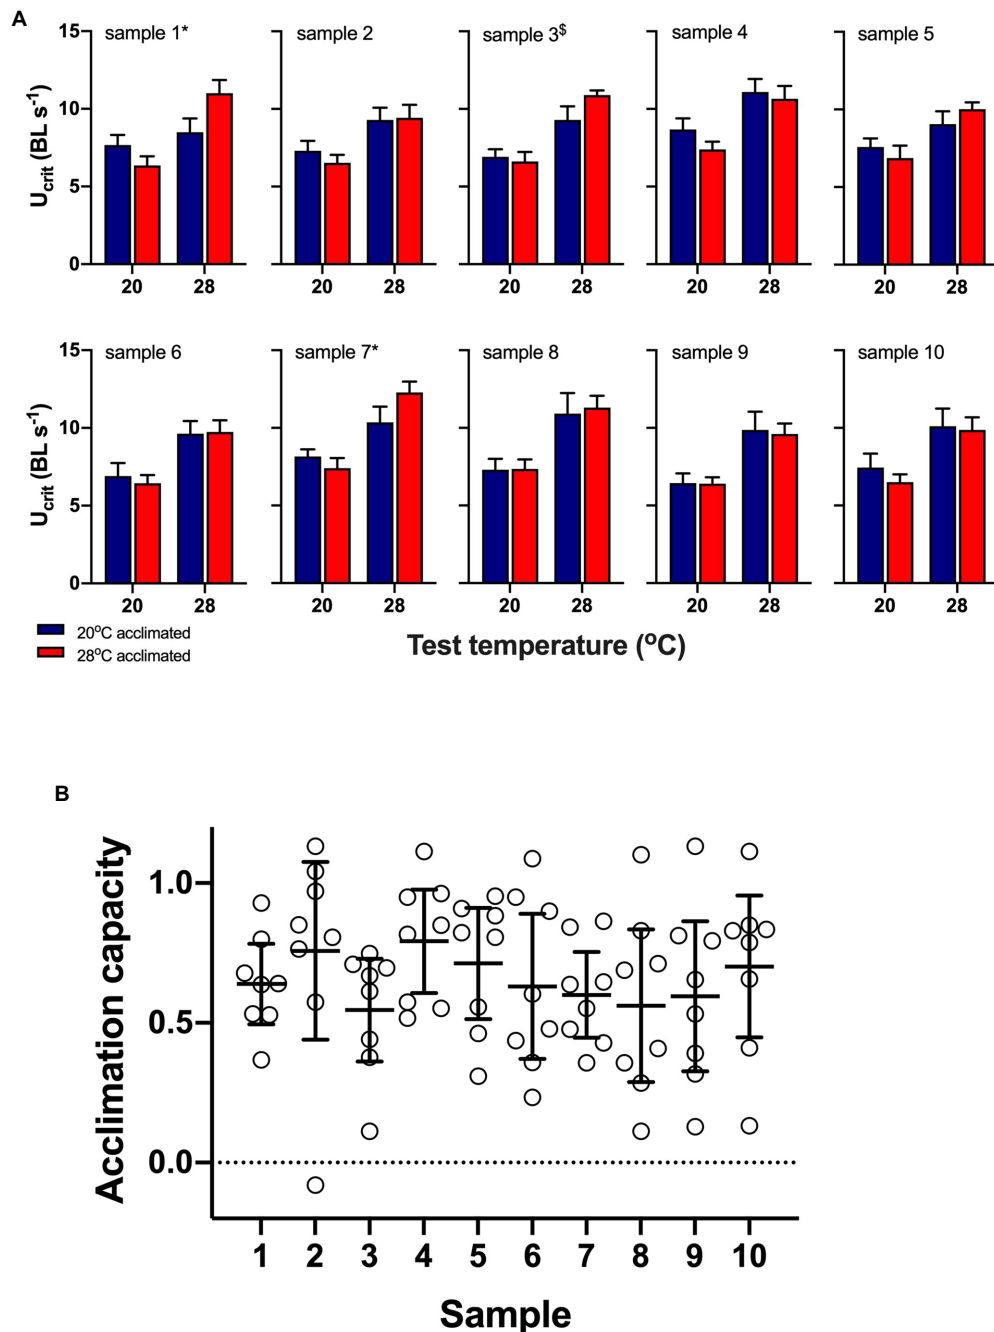 A
sample 1*
sample 2
sample 3$
sample 4
sample 5
Ucrit (BL s-1)
15
10
5
0
20 28
20 28
20 28
20 28
20 28
sample 6
sample 7*
sample 8
sample 9
sample 10
Ucrit (BL s-1)
15
10
5
0
20 28
20 28
20 28
20 28
20 28
20oC acclimated
28oC acclimated
Test temperature (oC)
B
Acclimation capacity
1.0
0.5
0.0
1 2 3 4 5 6 7 8 9 10
Sample